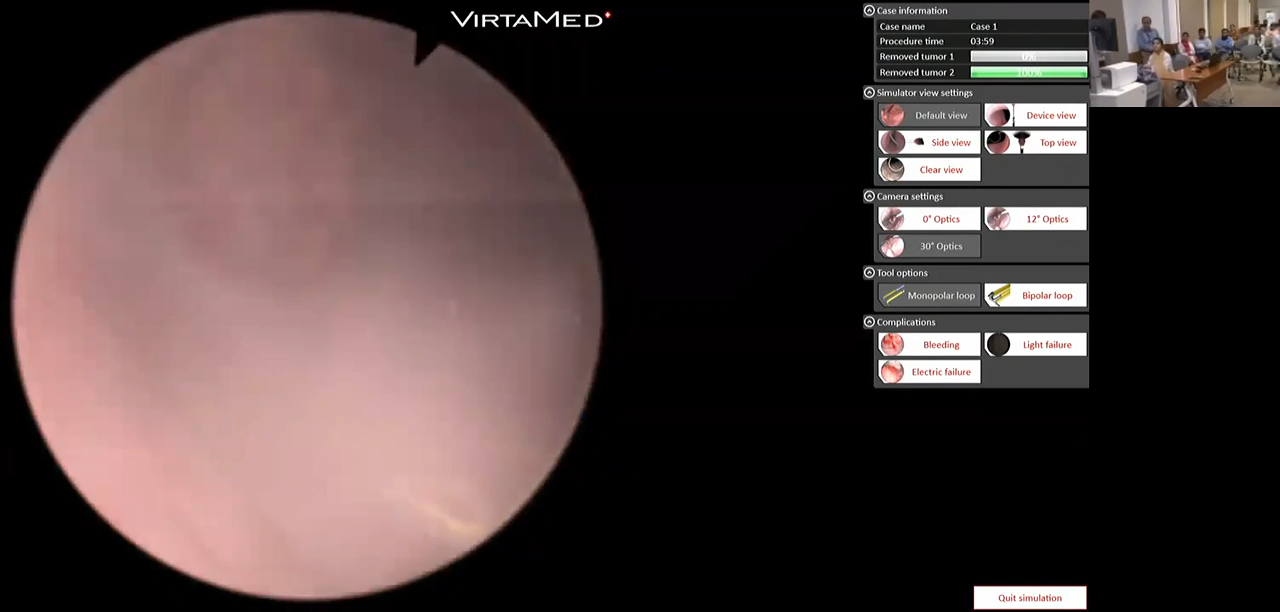 VIRTAMED
Case information
Case name Case 1
Procedure time 03:59
Removed tumor 1 0%
Removed tumor 2 100%
Simulator view settings
Default view Device view
Side view Top view
Clear view
Camera settings
0° Optics 12° Optics
30° Optics
Tool options
Monopolar loop Bipolar loop
Complications
Bleeding Light failure
Electric failure
Quit simulation